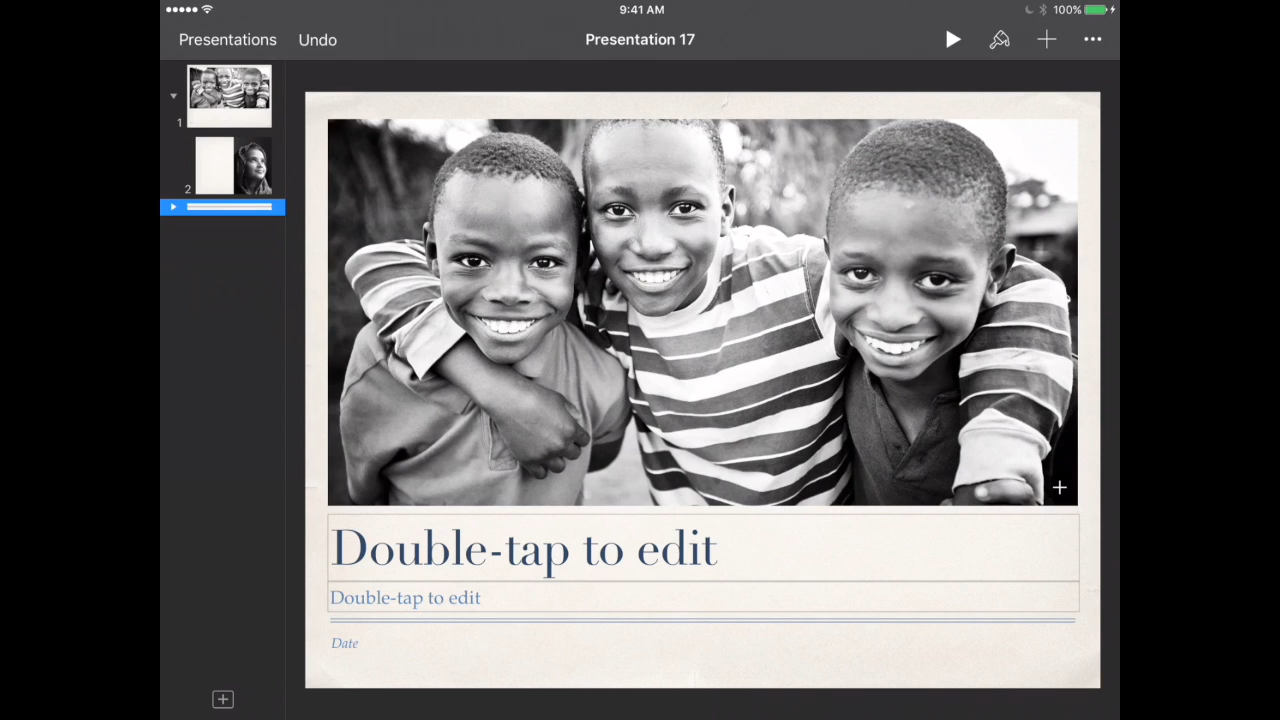 9:41 AM
100%
Presentations Undo Presentation 17
1
2
Double-tap to edit
Double-tap to edit
Date